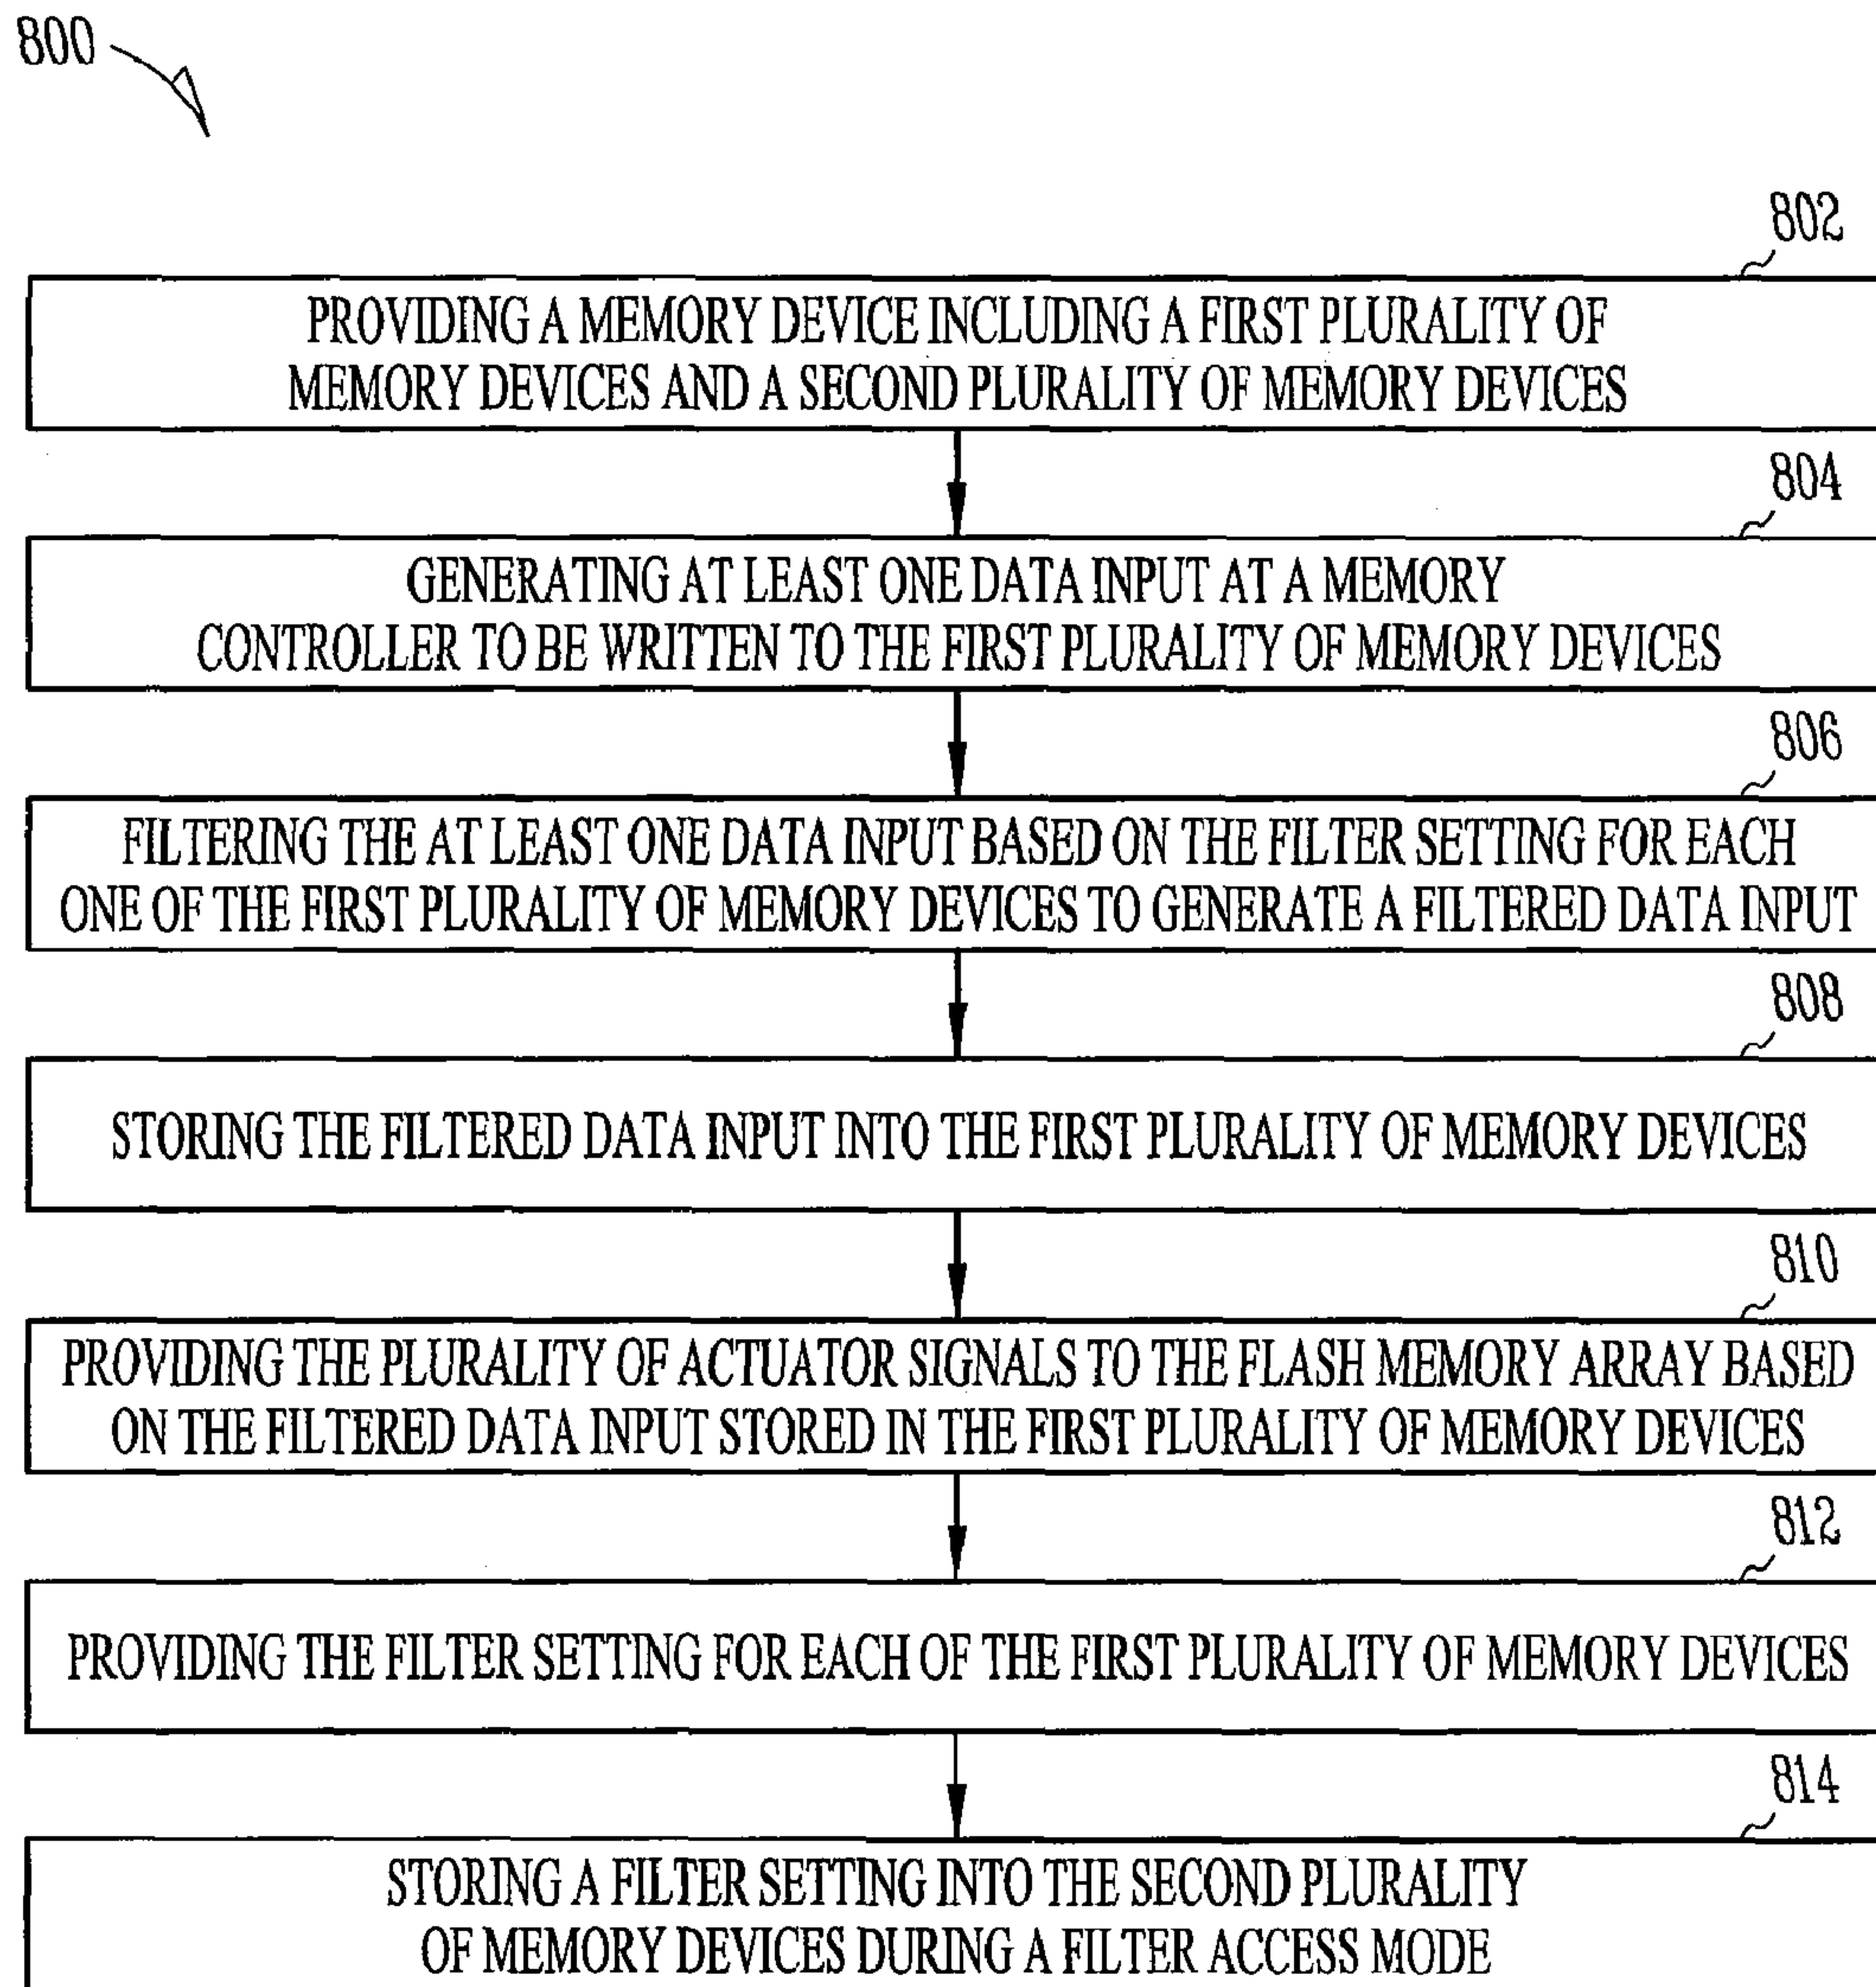 800
802
PROVIDING A MEMORY DEVICE INCLUDING A FIRST PLURALITY OF
MEMORY DEVICES AND A SECOND PLURALITY OF MEMORY DEVICES
804
GENERATING AT LEAST ONE DATA INPUT AT A MEMORY
CONTROLLER TO BE WRITTEN TO THE FIRST PLURALITY OF MEMORY DEVICES
806
FILTERING THE AT LEAST ONE DATA INPUT BASED ON THE FILTER SETTING FOR EACH
ONE OF THE FIRST PLURALITY OF MEMORY DEVICES TO GENERATE A FILTERED DATA INPUT
808
STORING THE FILTERED DATA INPUT INTO THE FIRST PLURALITY OF MEMORY DEVICES
810
PROVIDING THE PLURALITY OF ACTUATOR SIGNALS TO THE FLASH MEMORY ARRAY BASED
ON THE FILTERED DATA INPUT STORED IN THE FIRST PLURALITY OF MEMORY DEVICES
812
PROVIDING THE FILTER SETTING FOR EACH OF THE FIRST PLURALITY OF MEMORY DEVICES
814
STORING A FILTER SETTING INTO THE SECOND PLURALITY
OF MEMORY DEVICES DURING A FILTER ACCESS MODE